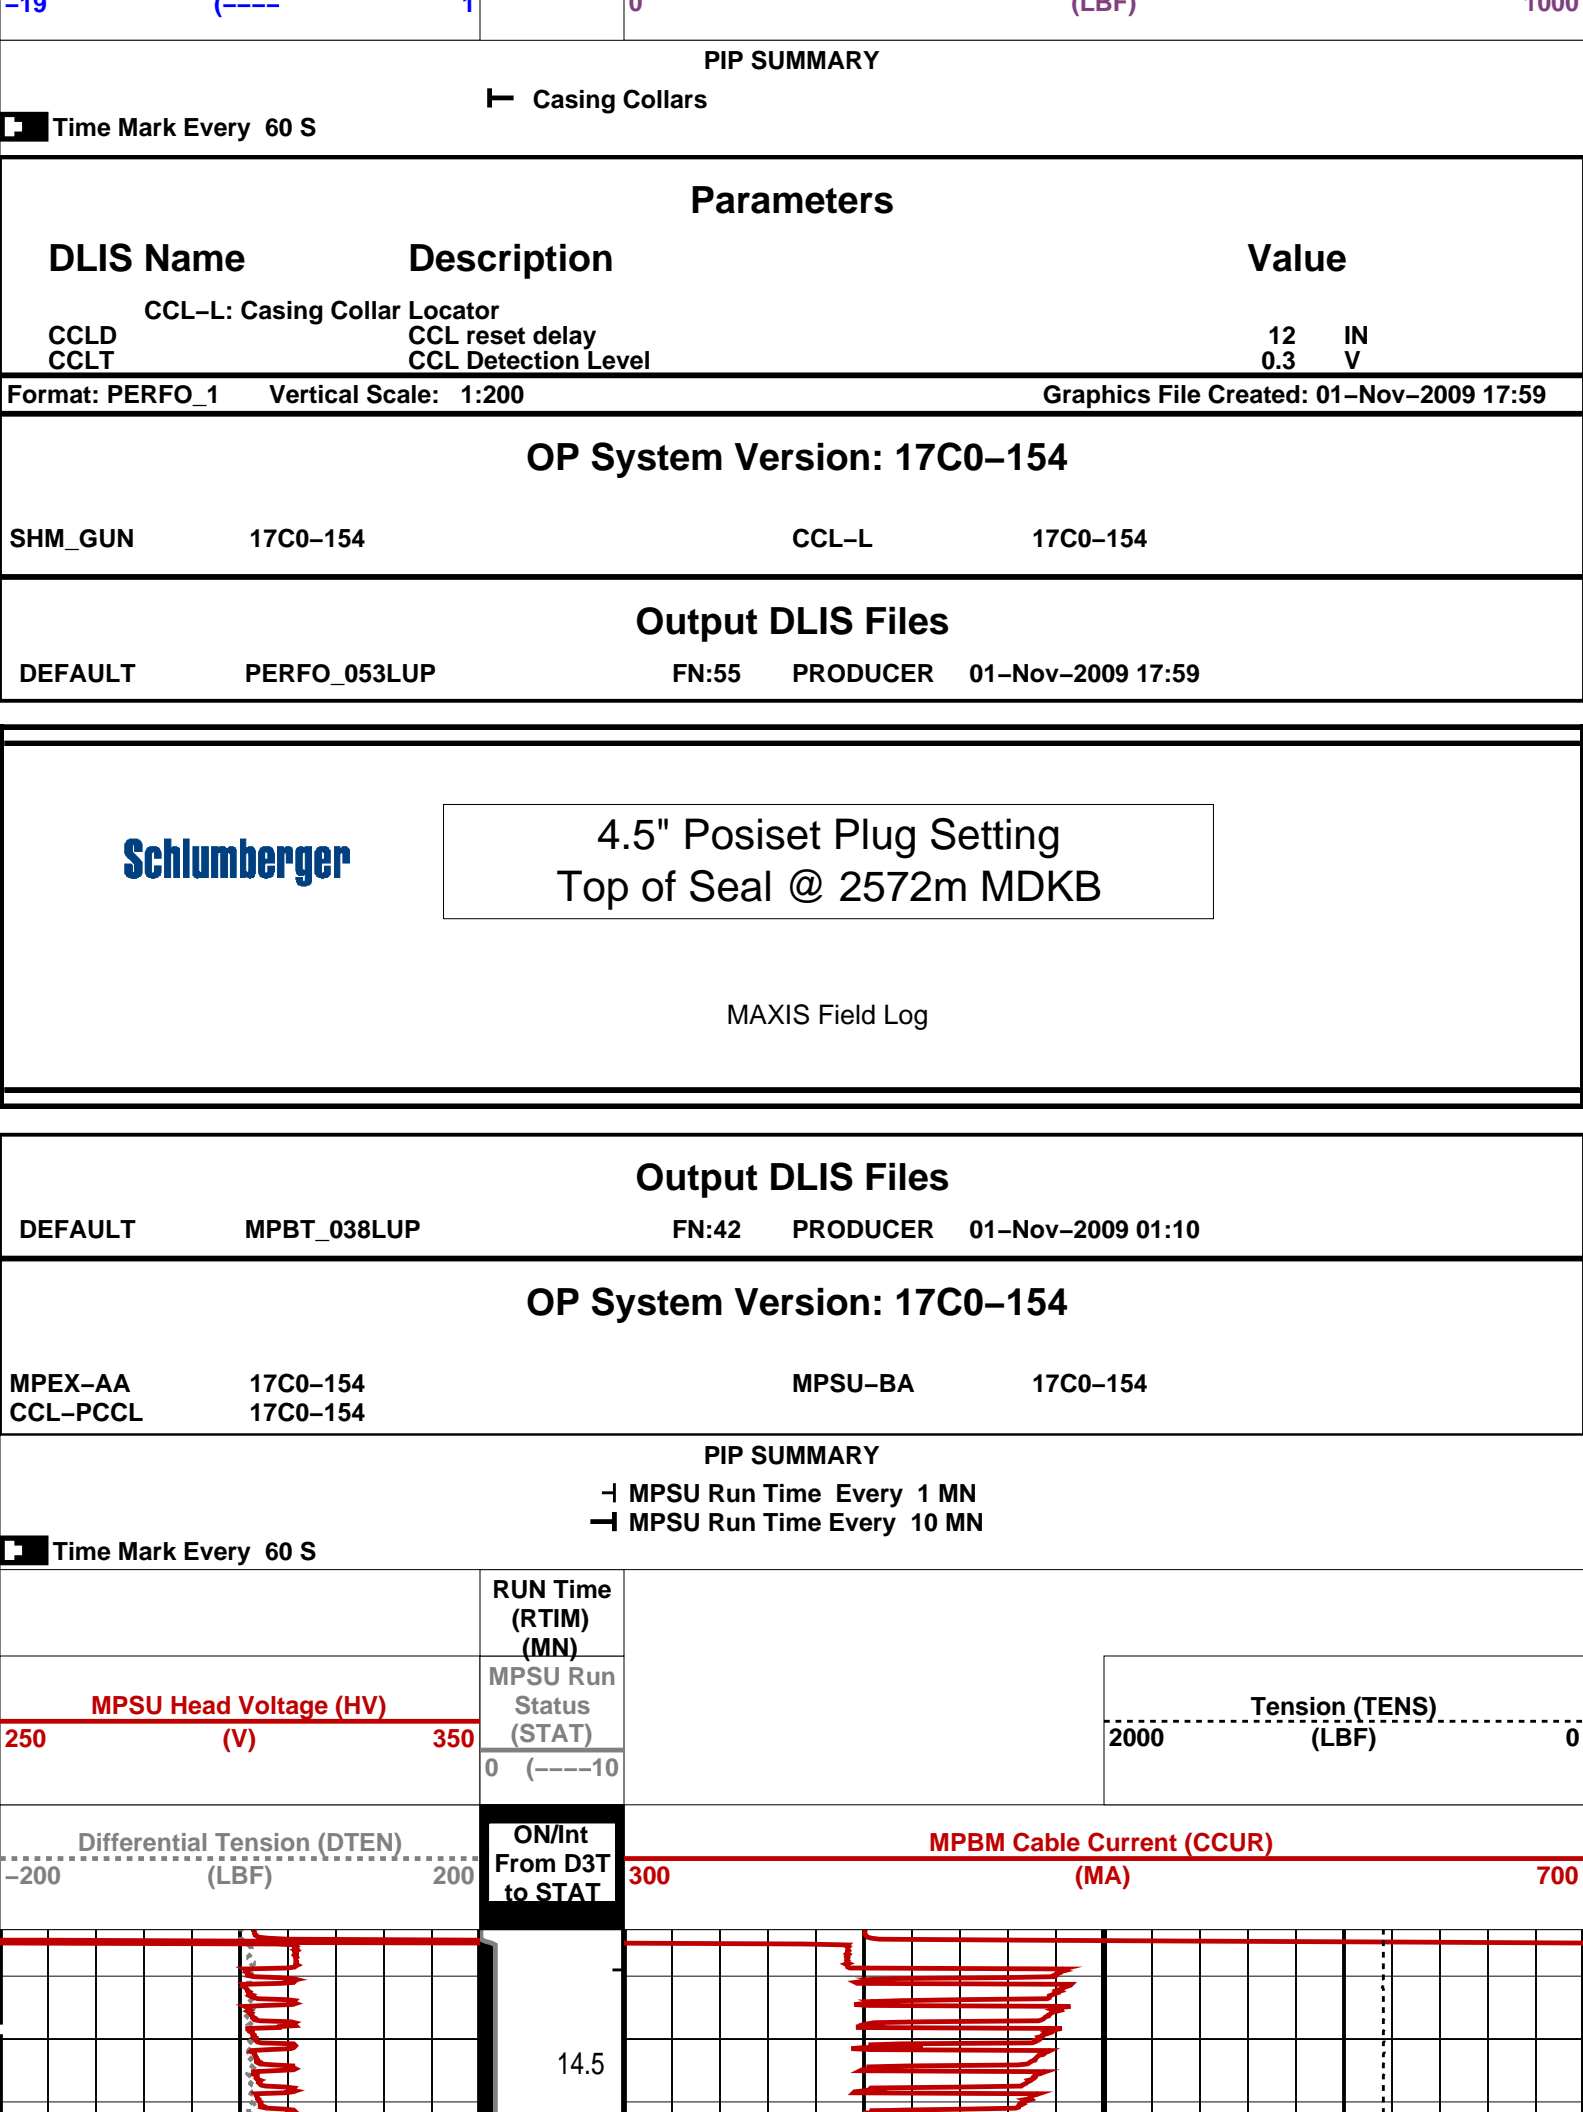 −19 (−−−− 1 0 (LBF) 1000
PIP SUMMARY
Casing Collars
Time Mark Every 60 S
Parameters
DLIS Name Description Value
CCL−L: Casing Collar Locator
CCLD CCL reset delay 12 IN
CCLT CCL Detection Level 0.3 V
Format: PERFO_1 Vertical Scale: 1:200 Graphics File Created: 01−Nov−2009 17:59
OP System Version: 17C0−154
SHM_GUN 17C0−154 CCL−L 17C0−154
Output DLIS Files
DEFAULT PERFO_053LUP FN:55 PRODUCER 01−Nov−2009 17:59
Schlumberger
4.5" Posiset Plug Setting
Top of Seal @ 2572m MDKB
MAXIS Field Log
Output DLIS Files
DEFAULT MPBT_038LUP FN:42 PRODUCER 01−Nov−2009 01:10
OP System Version: 17C0−154
MPEX−AA 17C0−154 MPSU−BA 17C0−154
CCL−PCCL 17C0−154
PIP SUMMARY
MPSU Run Time Every 1 MN
MPSU Run Time Every 10 MN
Time Mark Every 60 S
RUN Time
(RTIM)
(MN)
MPSU Head Voltage (HV)
250 (V) 350
MPSU Run
Status
(STAT)
0 (−−−−10
Tension (TENS)
2000 (LBF) 0
Differential Tension (DTEN)
−200 (LBF) 200
ON/Int
From D3T
to STAT
MPBM Cable Current (CCUR)
300 (MA) 700
14.5